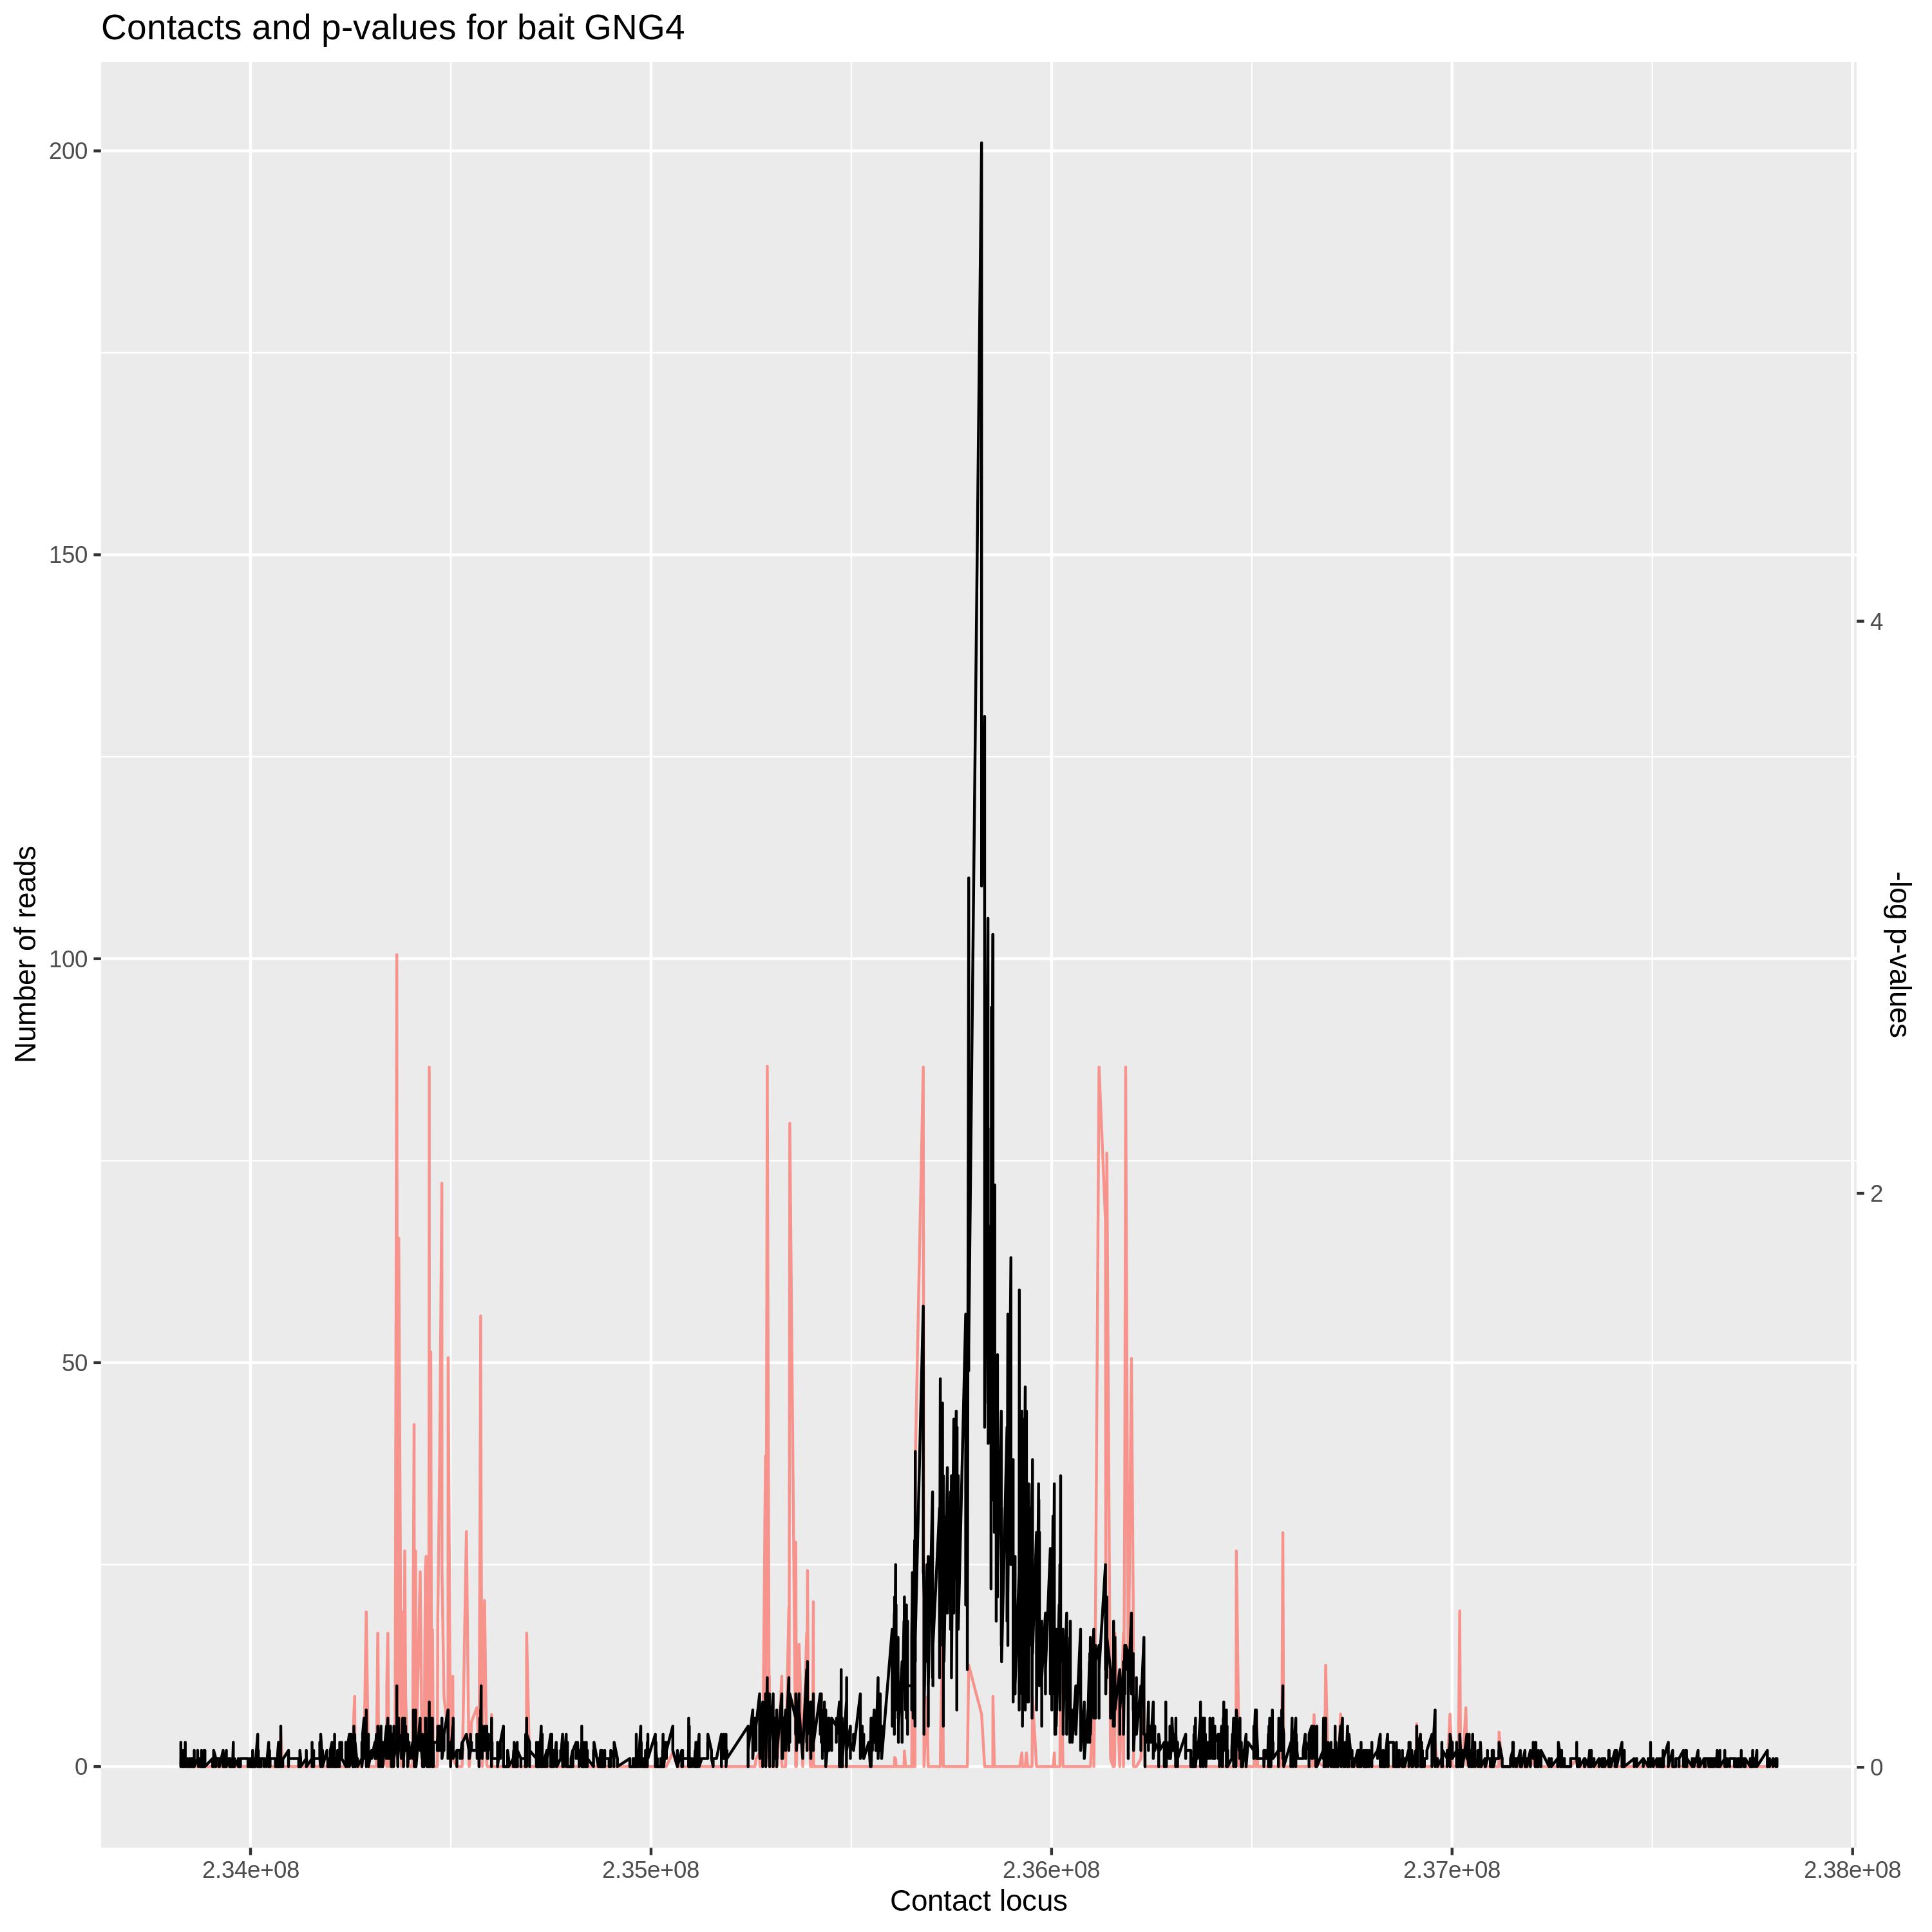 Contacts and p-values for bait GNG4
200
150
100
50
0
Number of reads
4
2
0
-log p-values
2.34e+08
2.35e+08
2.36e+08
2.37e+08
2.38e+08
Contact locus